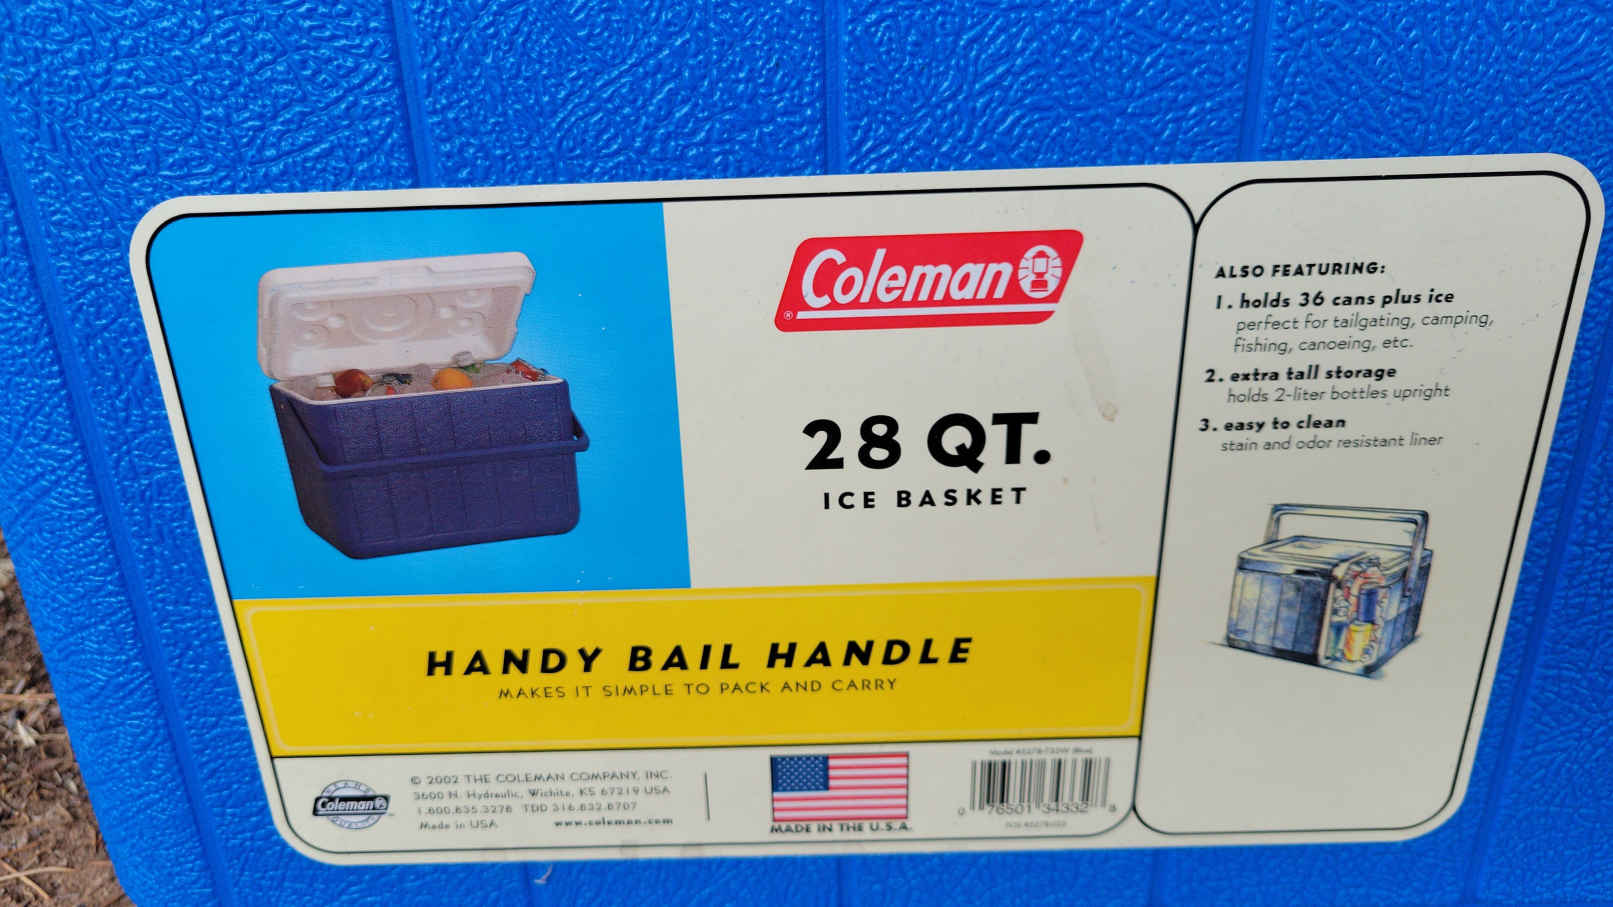 Coleman
®
28 QT.
ICE BASKET
HANDY BAIL HANDLE
MAKES IT SIMPLE TO PACK AND CARRY
Coleman
© 2002 THE COLEMAN COMPANY, INC.
3600 N. Hydraulic, Wichita, KS 67219 USA
1.800.835.3278 TDD 316.832.8707
Made in USA www.coleman.com
MADE IN THE U.S.A.
0 76501 34332 8
ALSO FEATURING:
1. holds 36 cans plus ice
perfect for tailgating, camping,
fishing, canoeing, etc.
2. extra tall storage
holds 2-liter bottles upright
3. easy to clean
stain and odor resistant liner